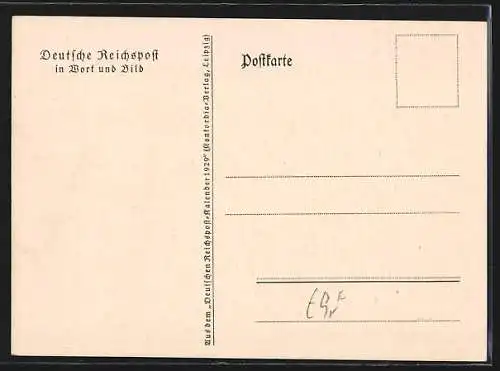 Deutsche Reichspost
in Wort und Bild
Aus dem „Deutschen Reichspost-Kalender 1929“ (Konkordia-Verlag, Leipzig)
Postkarte